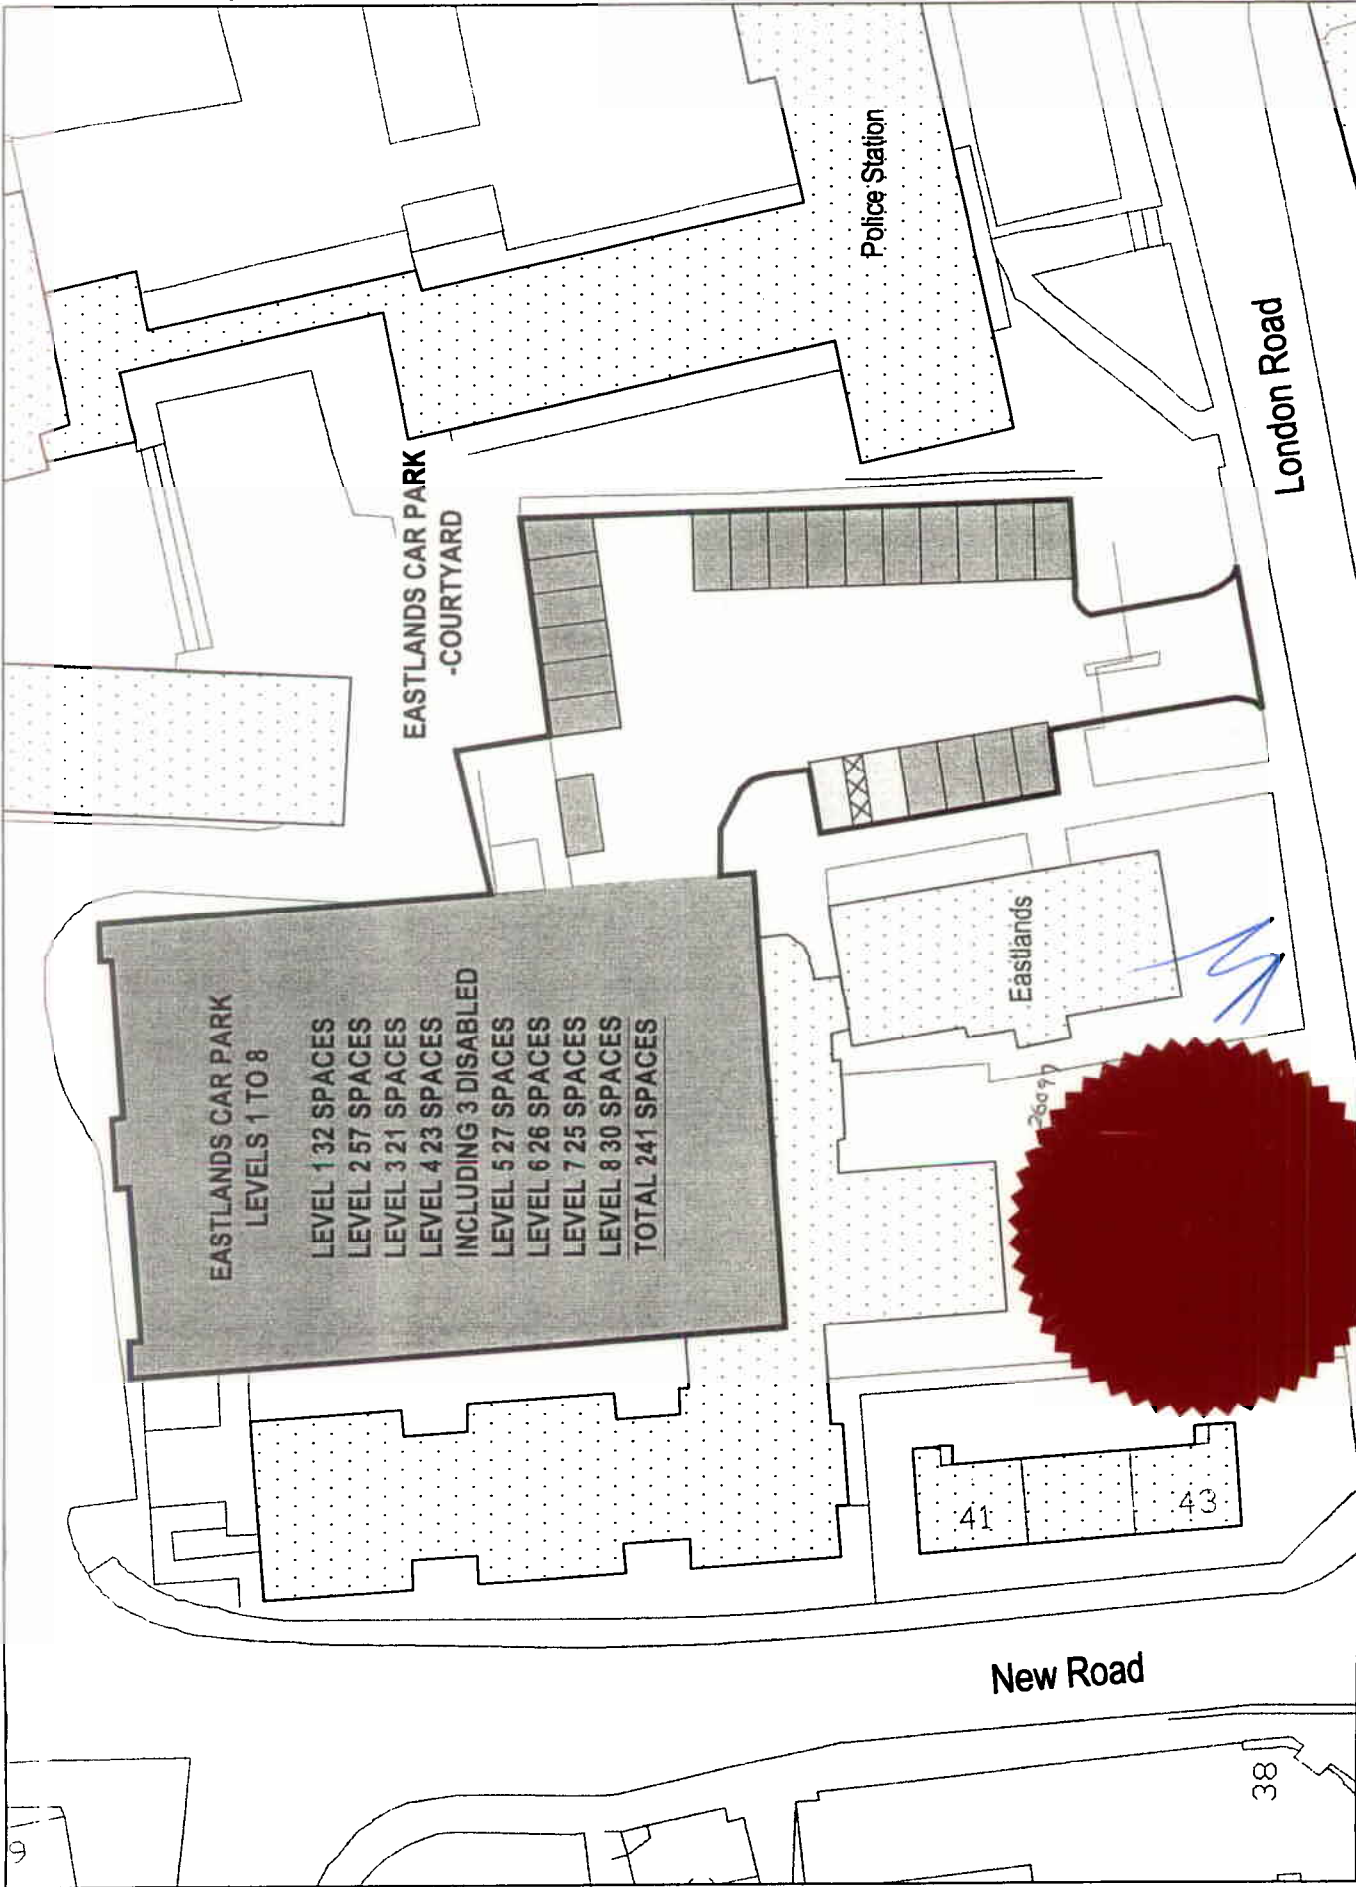 EASTLANDS CAR PARK
LEVELS 1 TO 8
LEVEL 1 32 SPACES
LEVEL 2 57 SPACES
LEVEL 3 21 SPACES
LEVEL 4 23 SPACES
INCLUDING 3 DISABLED
LEVEL 5 27 SPACES
LEVEL 6 26 SPACES
LEVEL 7 25 SPACES
LEVEL 8 30 SPACES
TOTAL 241 SPACES
EASTLANDS CAR PARK
-COURTYARD
Police Station
London Road
Eastlands
New Road
41
43
38
9